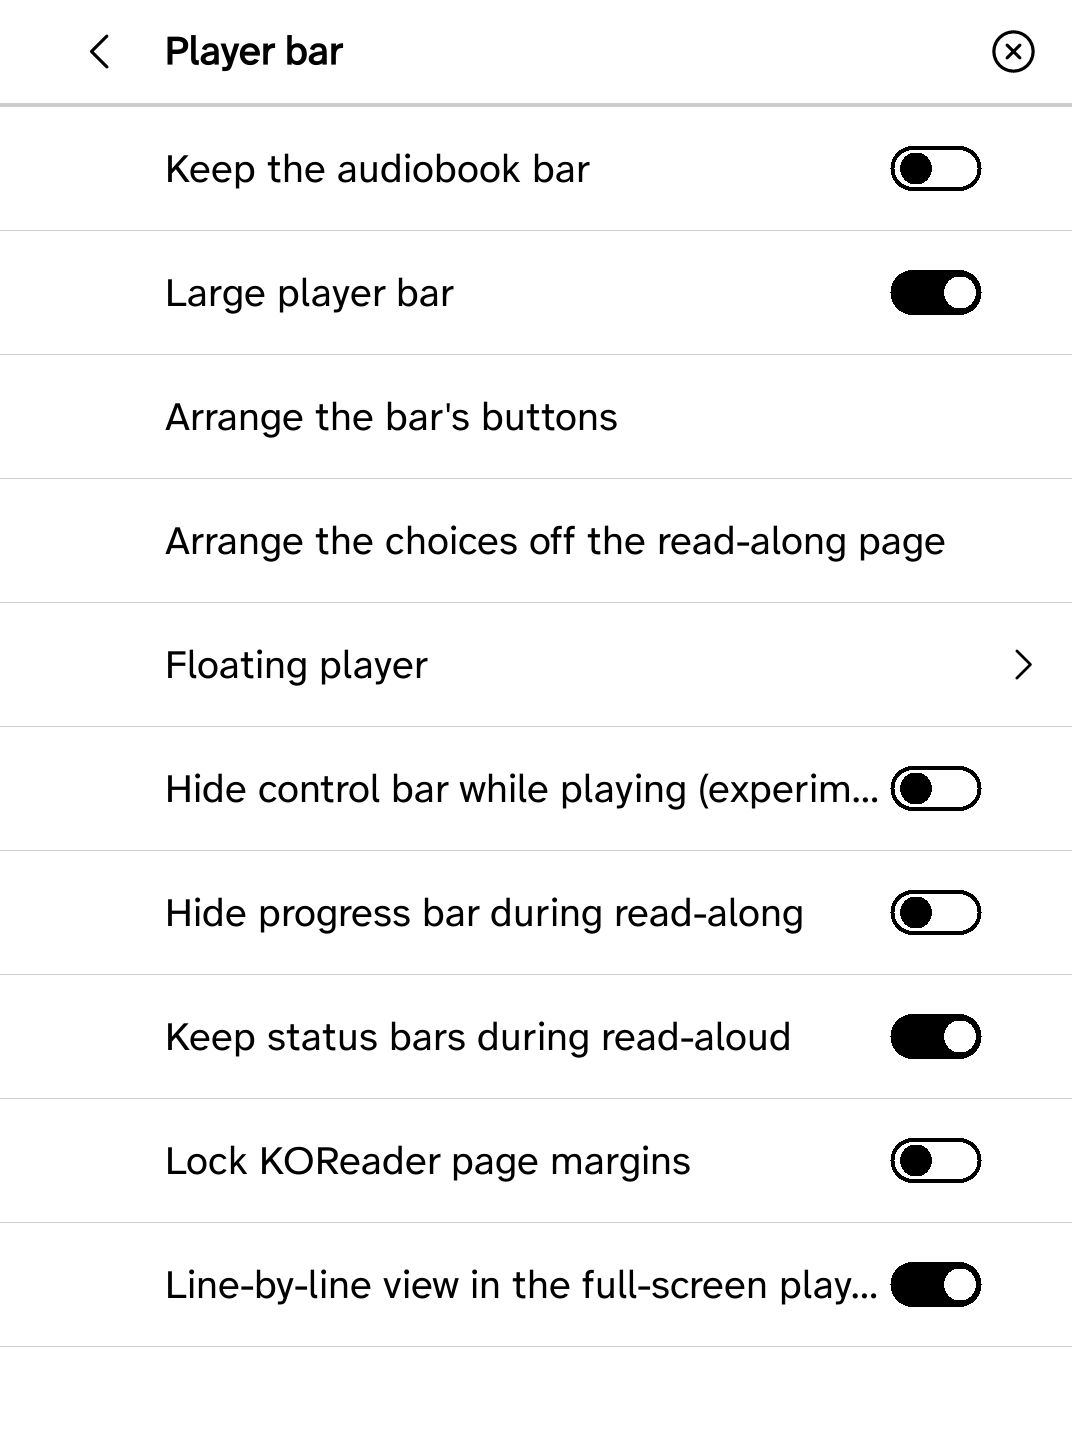 Player bar
Keep the audiobook bar
Large player bar
Arrange the bar's buttons
Arrange the choices off the read-along page
Floating player
Hide control bar while playing (experim...
Hide progress bar during read-along
Keep status bars during read-aloud
Lock KOReader page margins
Line-by-line view in the full-screen play...